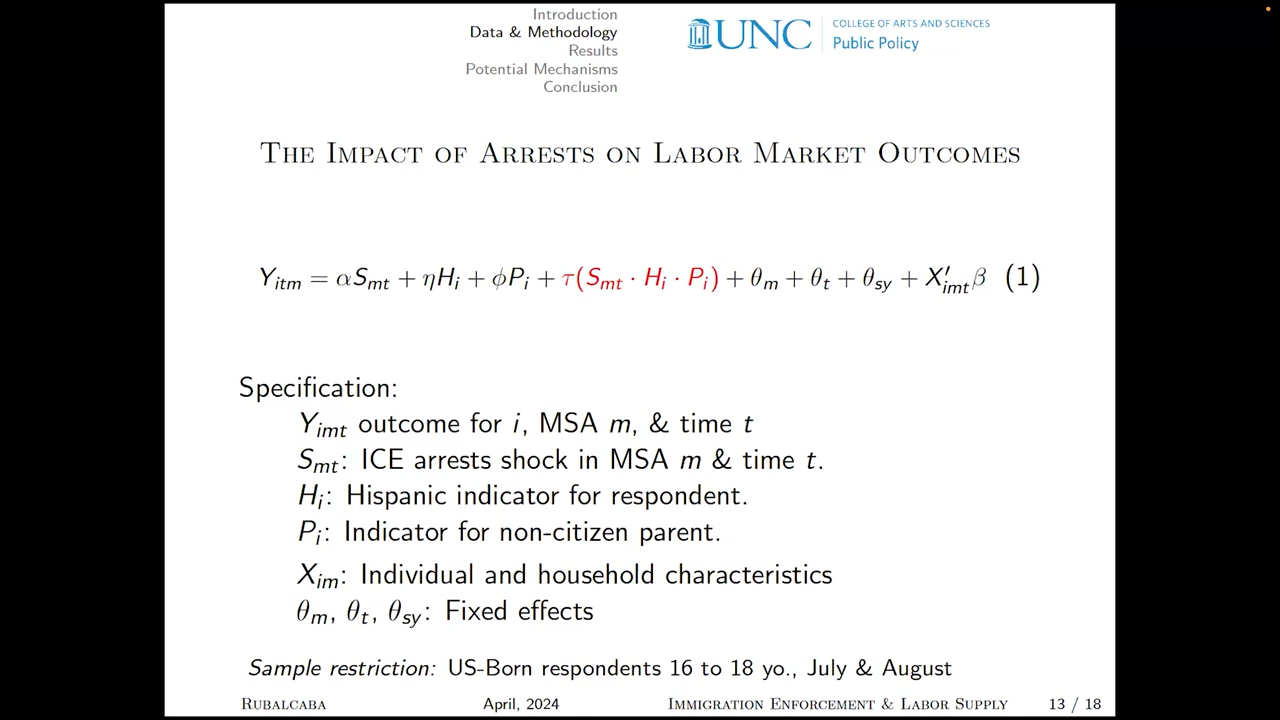 Introduction
Data & Methodology
Results
Potential Mechanisms
Conclusion
UNC
COLLEGE OF ARTS AND SCIENCES
Public Policy
The Impact of Arrests on Labor Market Outcomes
Y_itm = αS_mt + ηH_i + ϕP_i + τ(S_mt · H_i · P_i) + θ_m + θ_t + θ_sy + X′_imt β (1)
Specification:
Y_imt outcome for i, MSA m, & time t
S_mt: ICE arrests shock in MSA m & time t.
H_i: Hispanic indicator for respondent.
P_i: Indicator for non-citizen parent.
X_im: Individual and household characteristics
θ_m, θ_t, θ_sy: Fixed effects
Sample restriction: US-Born respondents 16 to 18 yo., July & August
Rubalcaba April, 2024 Immigration Enforcement & Labor Supply 13 / 18